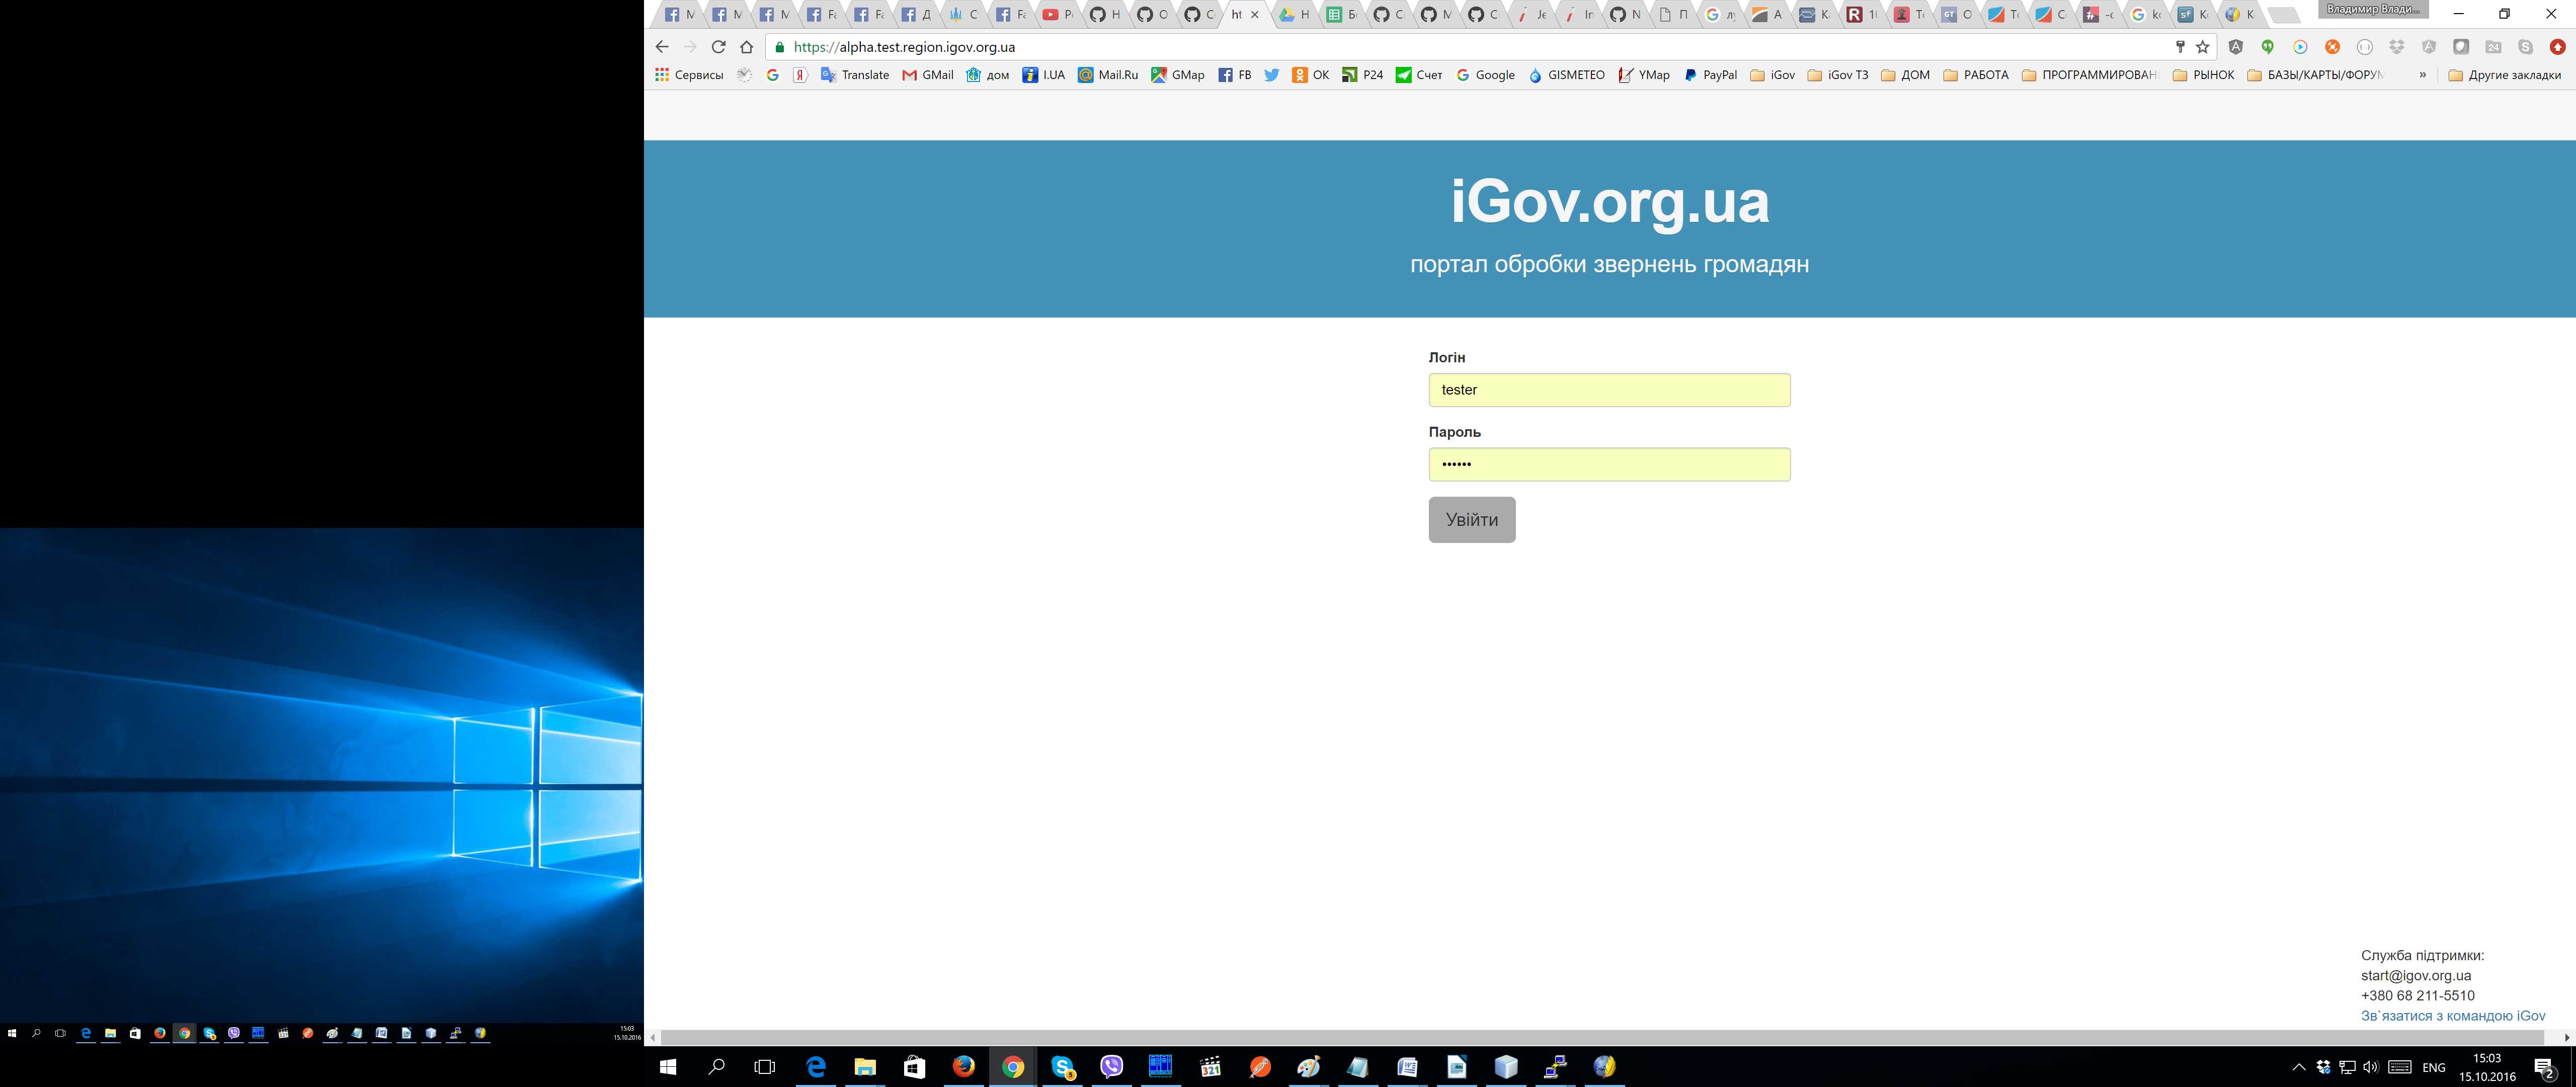 Владимир Влади...
https://alpha.test.region.igov.org.ua
Сервисы Translate GMail дом I.UA Mail.Ru GMap FB OK P24 Счет Google GISMETEO YMap PayPal iGov iGov ТЗ ДОМ РАБОТА ПРОГРАММИРОВАН РЫНОК БАЗЫ/КАРТЫ/ФОРУМ » Другие закладки
iGov.org.ua
портал обробки звернень громадян
Логін
tester
Пароль
••••••
Увійти
Служба підтримки:
start@igov.org.ua
+380 68 211-5510
Зв`язатися з командою iGov
15:03
15.10.2016
ENG
15:03
15.10.2016
2